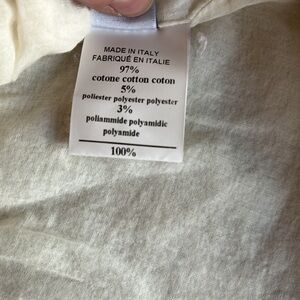 MADE IN ITALY
FABRIQUÉ EN ITALIE
97%
cotone cotton coton
5%
poliester polyester polyester
3%
poliammide polyamidic
polyamide
100%